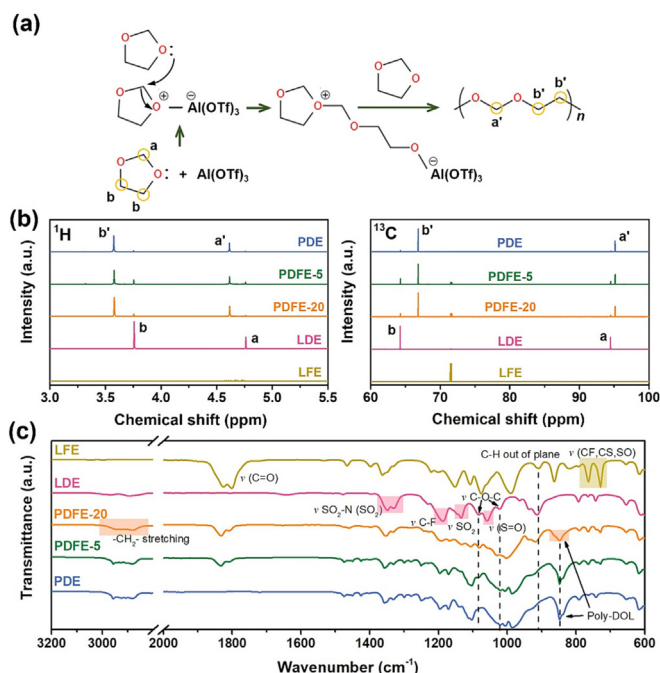 (a)
O
O:
O
O
⊕
⊖
Al(OTf)₃
a
O
O:
b
b
+ Al(OTf)₃
O
O
⊕
O
O
⊖
Al(OTf)₃
O
O
O
O
a'
b'
b'
n
(b)
¹H
b'
a'
PDE
PDFE-5
PDFE-20
b
a
LDE
LFE
Intensity (a.u.)
3.0 3.5 4.0 4.5 5.0 5.5
Chemical shift (ppm)
¹³C
b'
a'
PDE
PDFE-5
PDFE-20
b
a
LDE
LFE
Intensity (a.u.)
60 70 80 90 100
Chemical shift (ppm)
(c)
LFE
LDE
PDFE-20
PDFE-5
PDE
-CH₂- stretching
ν (C=O)
ν SO₂-N (SO₂)
ν C-F
ν SO₂
ν C-O-C
ν (S=O)
C-H out of plane
ν (CF,CS,SO)
Poly-DOL
Transmittance (a.u.)
3200 3000 2000 1800 1600 1400 1200 1000 800 600
Wavenumber (cm⁻¹)